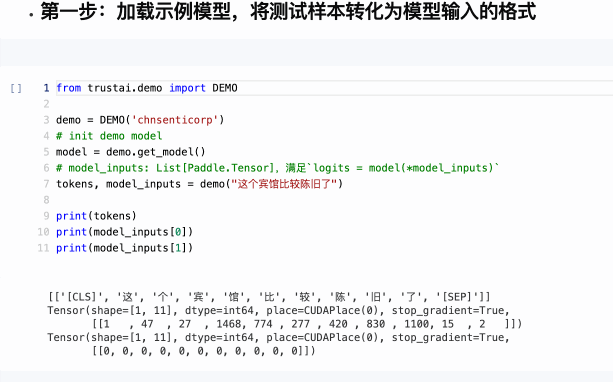 • 第一步：加载示例模型，将测试样本转化为模型输入的格式
[ ]
1 from trustai.demo import DEMO
2
3 demo = DEMO('chnsenticorp')
4 # init demo model
5 model = demo.get_model()
6 # model_inputs: List[Paddle.Tensor], 满足`logits = model(*model_inputs)`
7 tokens, model_inputs = demo("这个宾馆比较陈旧了")
8
9 print(tokens)
10 print(model_inputs[0])
11 print(model_inputs[1])
[['[CLS]', '这', '个', '宾', '馆', '比', '较', '陈', '旧', '了', '[SEP]']]
Tensor(shape=[1, 11], dtype=int64, place=CUDAPlace(0), stop_gradient=True,
[[1 , 47 , 27 , 1468, 774 , 277 , 420 , 830 , 1100, 15 , 2 ]])
Tensor(shape=[1, 11], dtype=int64, place=CUDAPlace(0), stop_gradient=True,
[[0, 0, 0, 0, 0, 0, 0, 0, 0, 0, 0]])